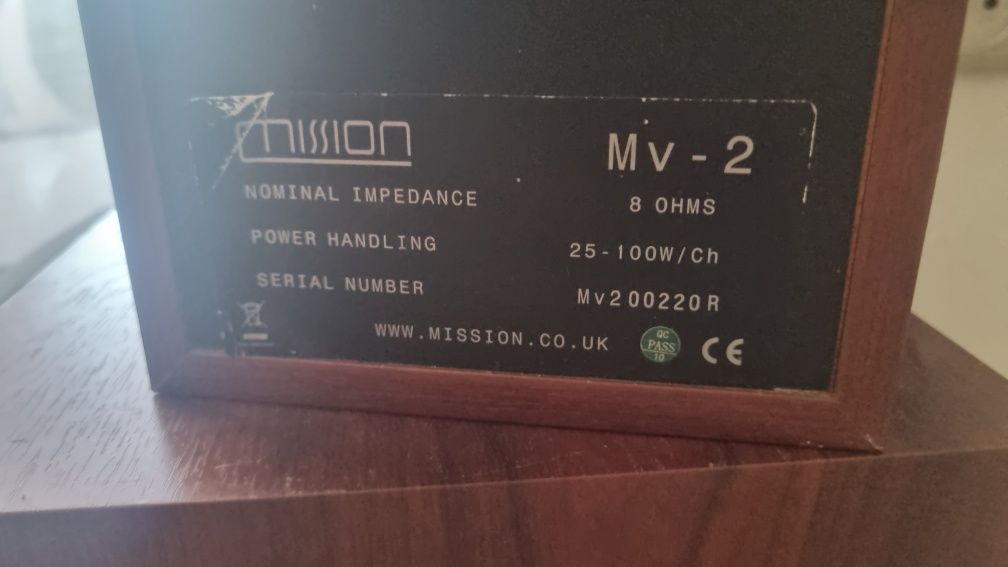 mission
Mv-2
NOMINAL IMPEDANCE 8 OHMS
POWER HANDLING 25-100W/Ch
SERIAL NUMBER Mv200220R
WWW.MISSION.CO.UK
QC
PASS
10
CE